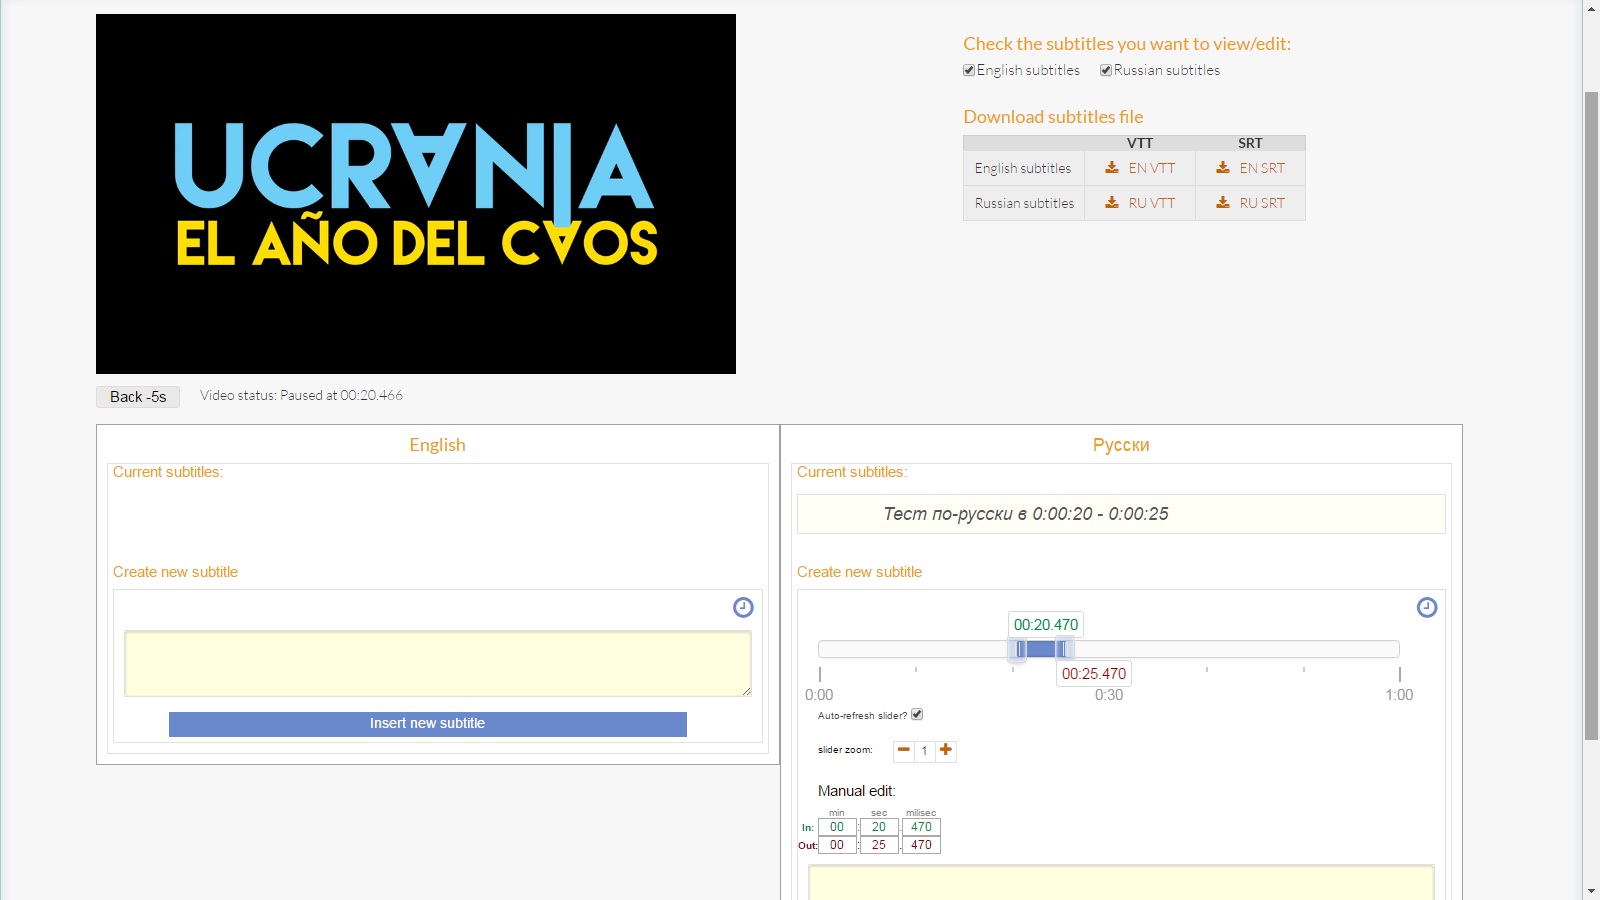 UCRANIA
EL AÑO DEL CAOS
Check the subtitles you want to view/edit:
English subtitles Russian subtitles
Download subtitles file
VTT SRT
English subtitles EN VTT EN SRT
Russian subtitles RU VTT RU SRT
Back -5s Video status: Paused at 00:20.466
English
Current subtitles:
Create new subtitle
Insert new subtitle
Русски
Current subtitles:
Тест по-русски в 0:00:20 - 0:00:25
Create new subtitle
00:20.470
00:25.470
0:00 0:30 1:00
Auto-refresh slider?
slider zoom: 1
Manual edit:
min sec milisec
In: 00 : 20 . 470
Out: 00 : 25 . 470